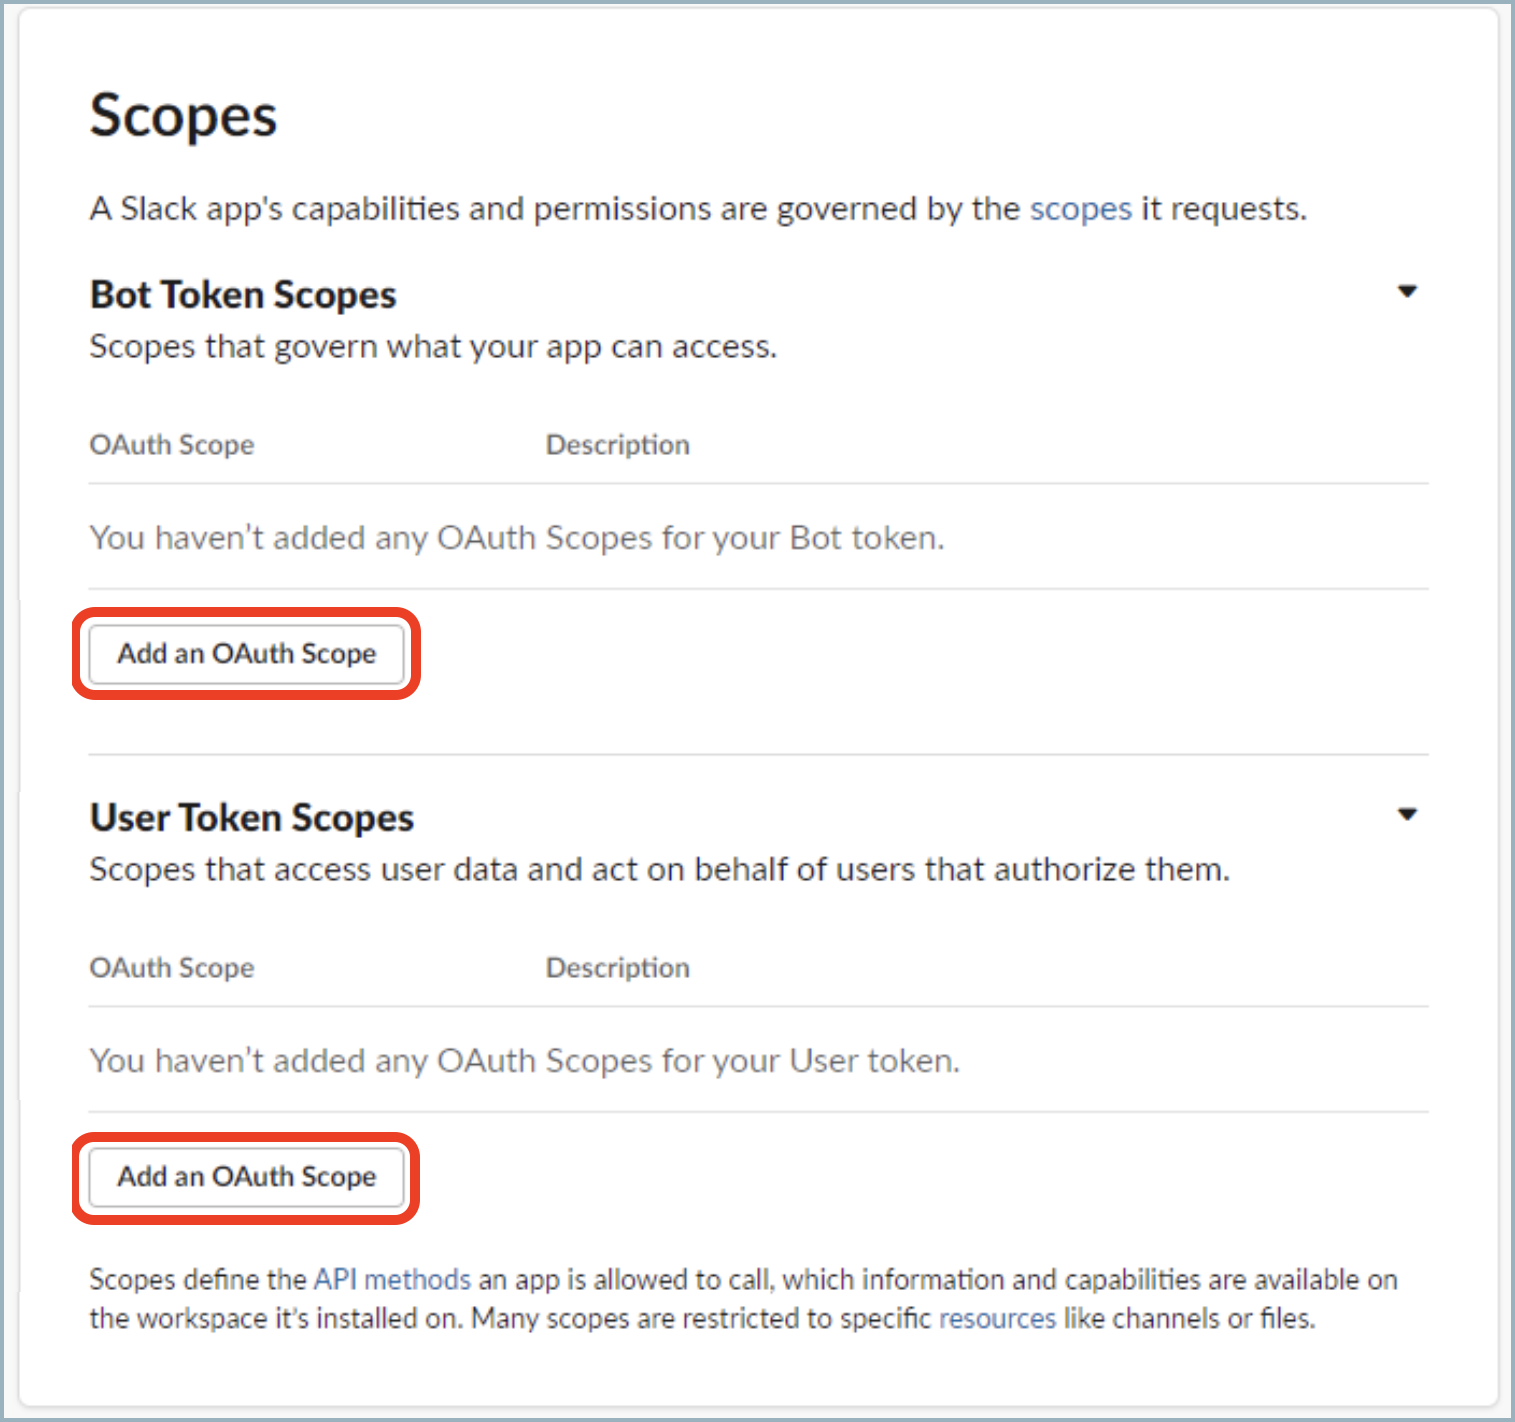 Scopes
A Slack app's capabilities and permissions are governed by the scopes it requests.
Bot Token Scopes
Scopes that govern what your app can access.
OAuth Scope Description
You haven't added any OAuth Scopes for your Bot token.
Add an OAuth Scope
User Token Scopes
Scopes that access user data and act on behalf of users that authorize them.
OAuth Scope Description
You haven't added any OAuth Scopes for your User token.
Add an OAuth Scope
Scopes define the API methods an app is allowed to call, which information and capabilities are available on
the workspace it’s installed on. Many scopes are restricted to specific resources like channels or files.